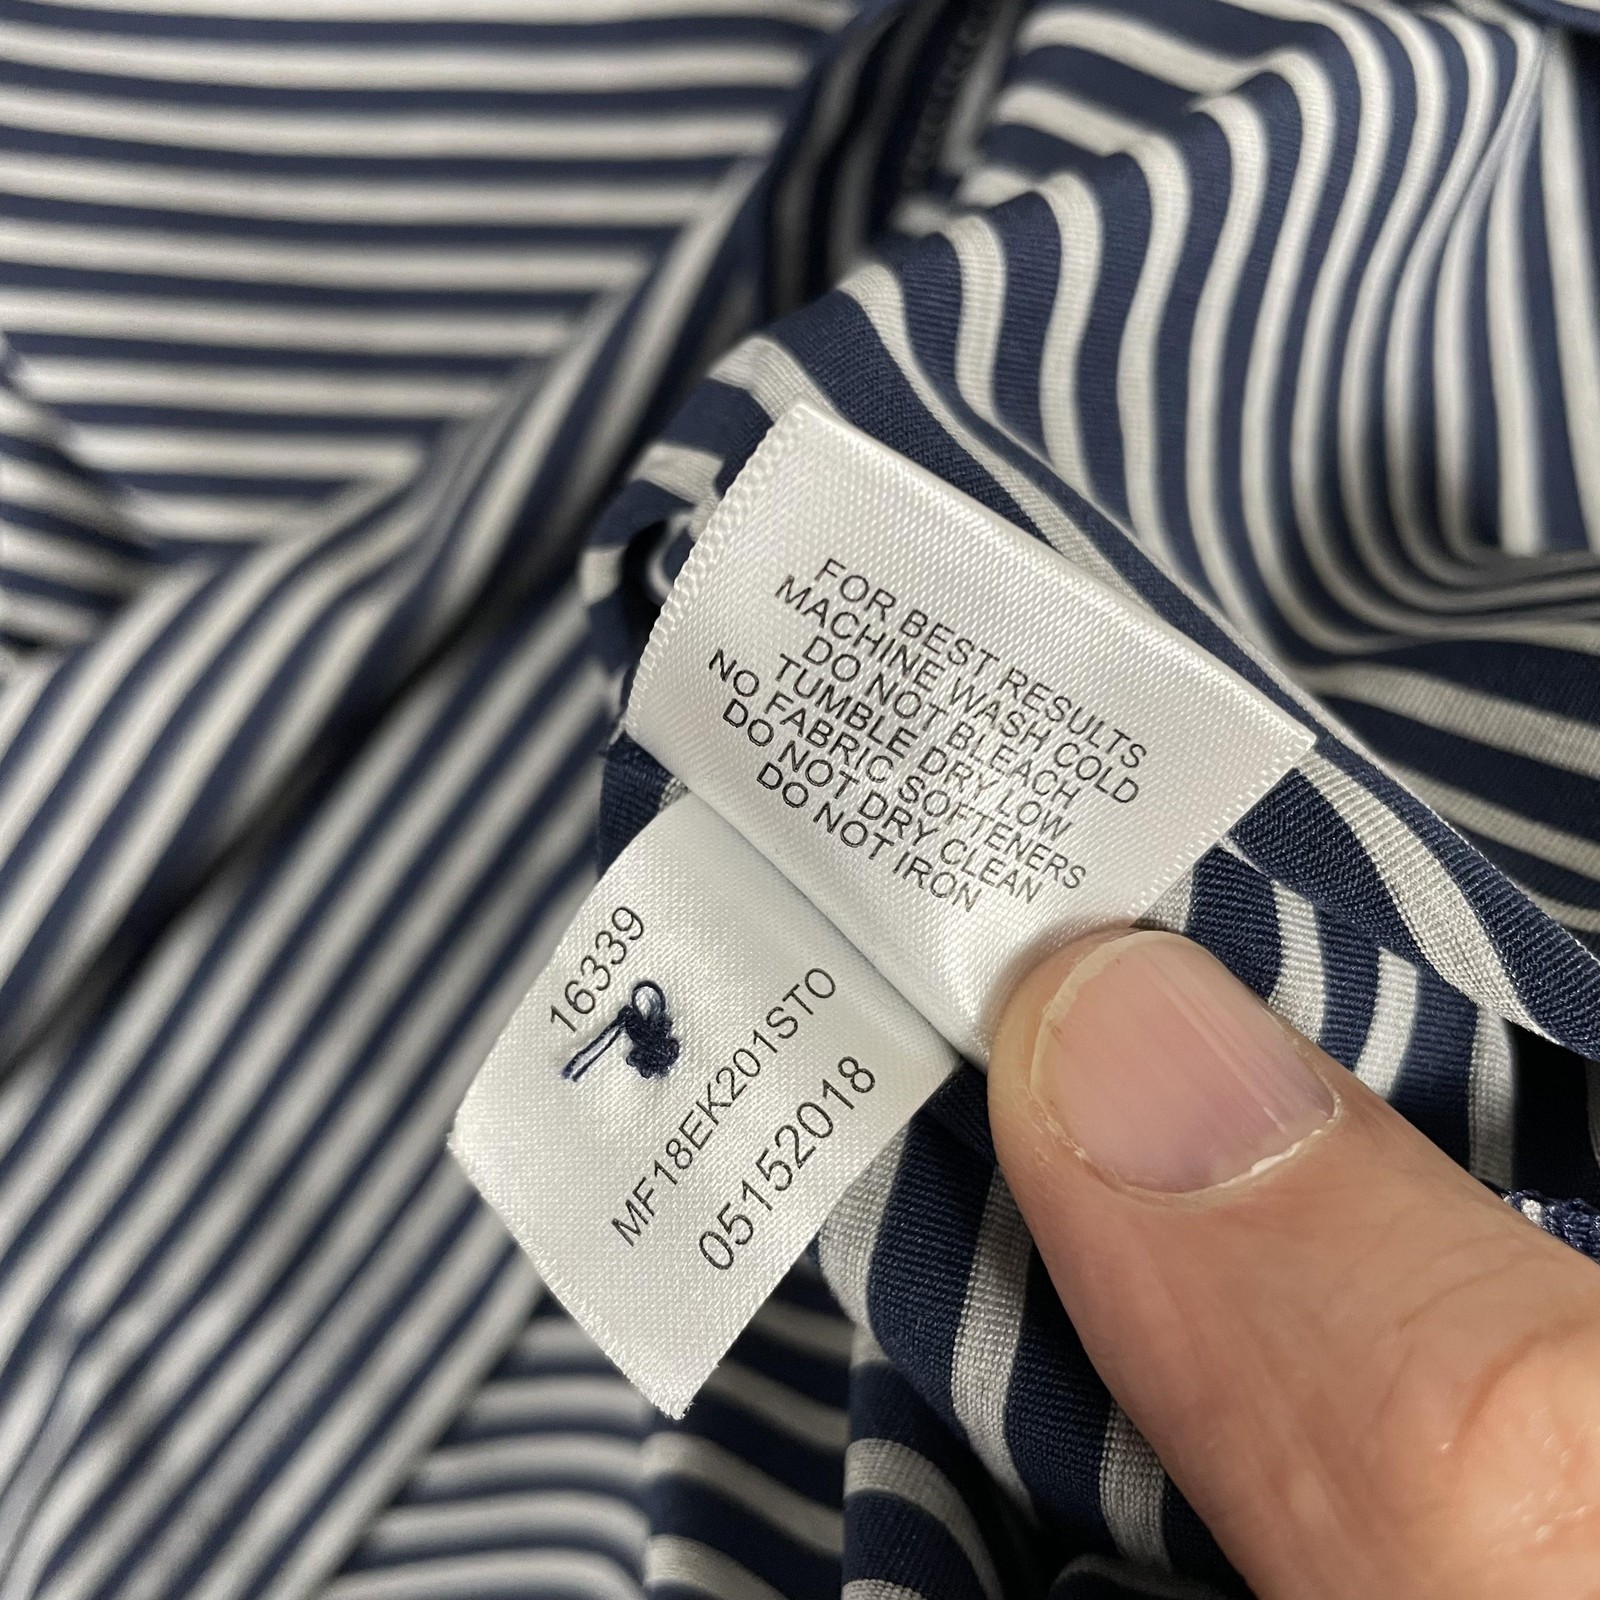 FOR BEST RESULTS
MACHINE WASH COLD
DO NOT BLEACH
TUMBLE DRY LOW
NO FABRIC SOFTENERS
DO NOT DRY CLEAN
DO NOT IRON
16339
MF18EK201STO
05152018